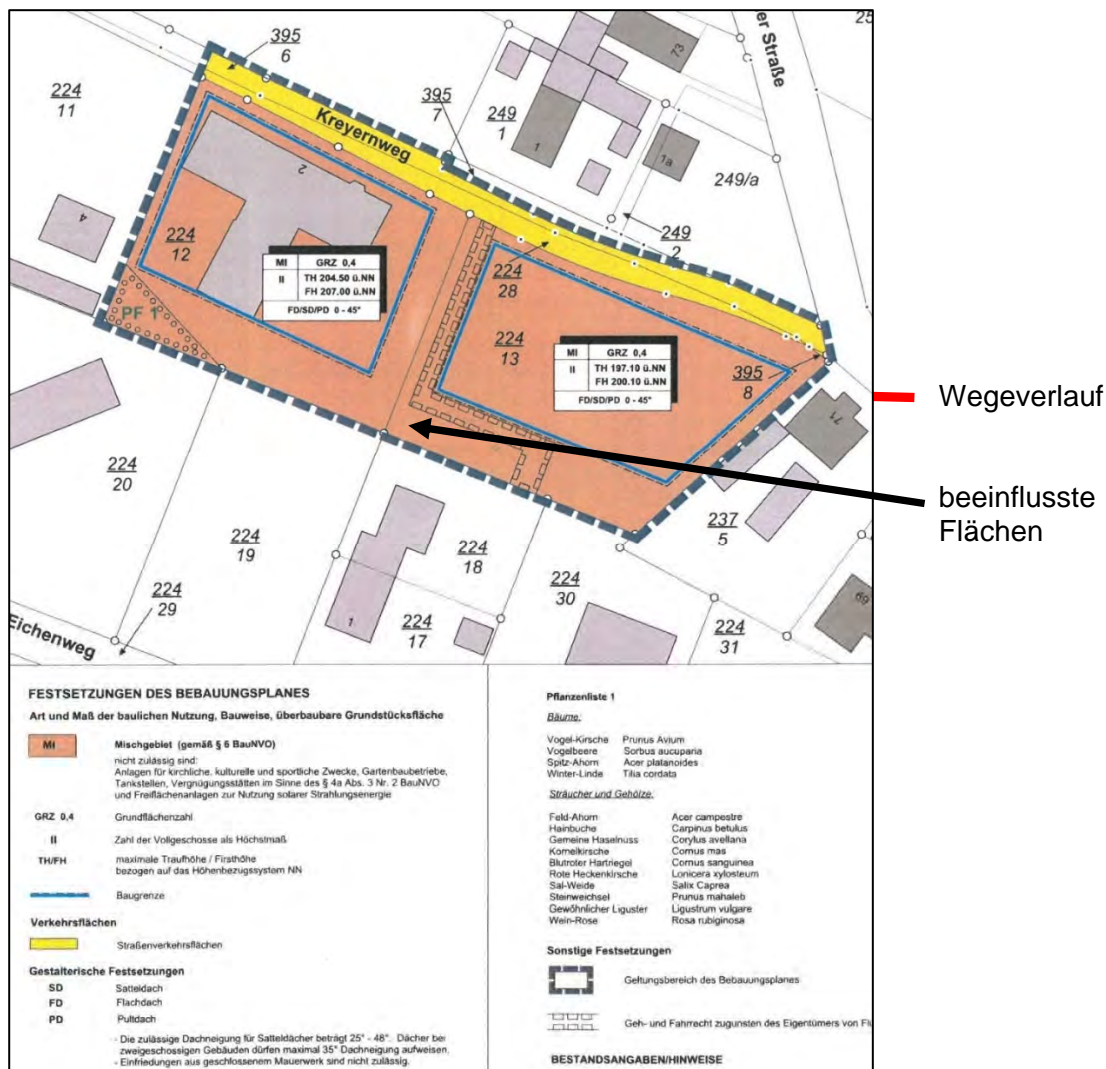 395
6
er Straße
25
73
224
11
Kreyernweg
395
7
249
1
1
1a
249/a
2
4
224
12
249
2
MI GRZ 0,4
II TH 204.50 ü.NN
FH 207.00 ü.NN
FD/SD/PD 0 - 45°
224
28
PF 1
224
13
MI GRZ 0,4
II TH 197.10 ü.NN
FH 200.10 ü.NN
FD/SD/PD 0 - 45°
395
8
Wegeverlauf
71
224
20
beeinflusste
Flächen
237
5
224
19
224
18
224
29
224
30
69
Eichenweg
1
224
17
224
31
FESTSETZUNGEN DES BEBAUUNGSPLANES
Art und Maß der baulichen Nutzung, Bauweise, überbaubare Grundstücksfläche
MI Mischgebiet (gemäß § 6 BauNVO)
nicht zulässig sind:
Anlagen für kirchliche, kulturelle und sportliche Zwecke, Gartenbaubetriebe,
Tankstellen, Vergnügungsstätten im Sinne des § 4a Abs. 3 Nr. 2 BauNVO
und Freiflächenanlagen zur Nutzung solarer Strahlungsenergie
GRZ 0,4 Grundflächenzahl
II Zahl der Vollgeschosse als Höchstmaß
TH/FH maximale Traufhöhe / Firsthöhe
bezogen auf das Höhenbezugssystem NN
Baugrenze
Verkehrsflächen
Straßenverkehrsflächen
Gestalterische Festsetzungen
SD Satteldach
FD Flachdach
PD Pultdach
- Die zulässige Dachneigung für Satteldächer beträgt 25° - 48°. Dächer bei
zweigeschossigen Gebäuden dürfen maximal 35° Dachneigung aufweisen.
- Einfriedungen aus geschlossenem Mauerwerk sind nicht zulässig.
Pflanzenliste 1
Bäume:
Vogel-Kirsche Prunus Avium
Vogelbeere Sorbus aucuparia
Spitz-Ahorn Acer platanoides
Winter-Linde Tilia cordata
Sträucher und Gehölze:
Feld-Ahorn Acer campestre
Hainbuche Carpinus betulus
Gemeine Haselnuss Corylus avellana
Kornelkirsche Cornus mas
Blutroter Hartriegel Cornus sanguinea
Rote Heckenkirsche Lonicera xylosteum
Sal-Weide Salix Caprea
Steinweichsel Prunus mahaleb
Gewöhnlicher Liguster Ligustrum vulgare
Wein-Rose Rosa rubiginosa
Sonstige Festsetzungen
Geltungsbereich des Bebauungsplanes
Geh- und Fahrrecht zugunsten des Eigentümers von Flu
BESTANDSANGABEN/HINWEISE